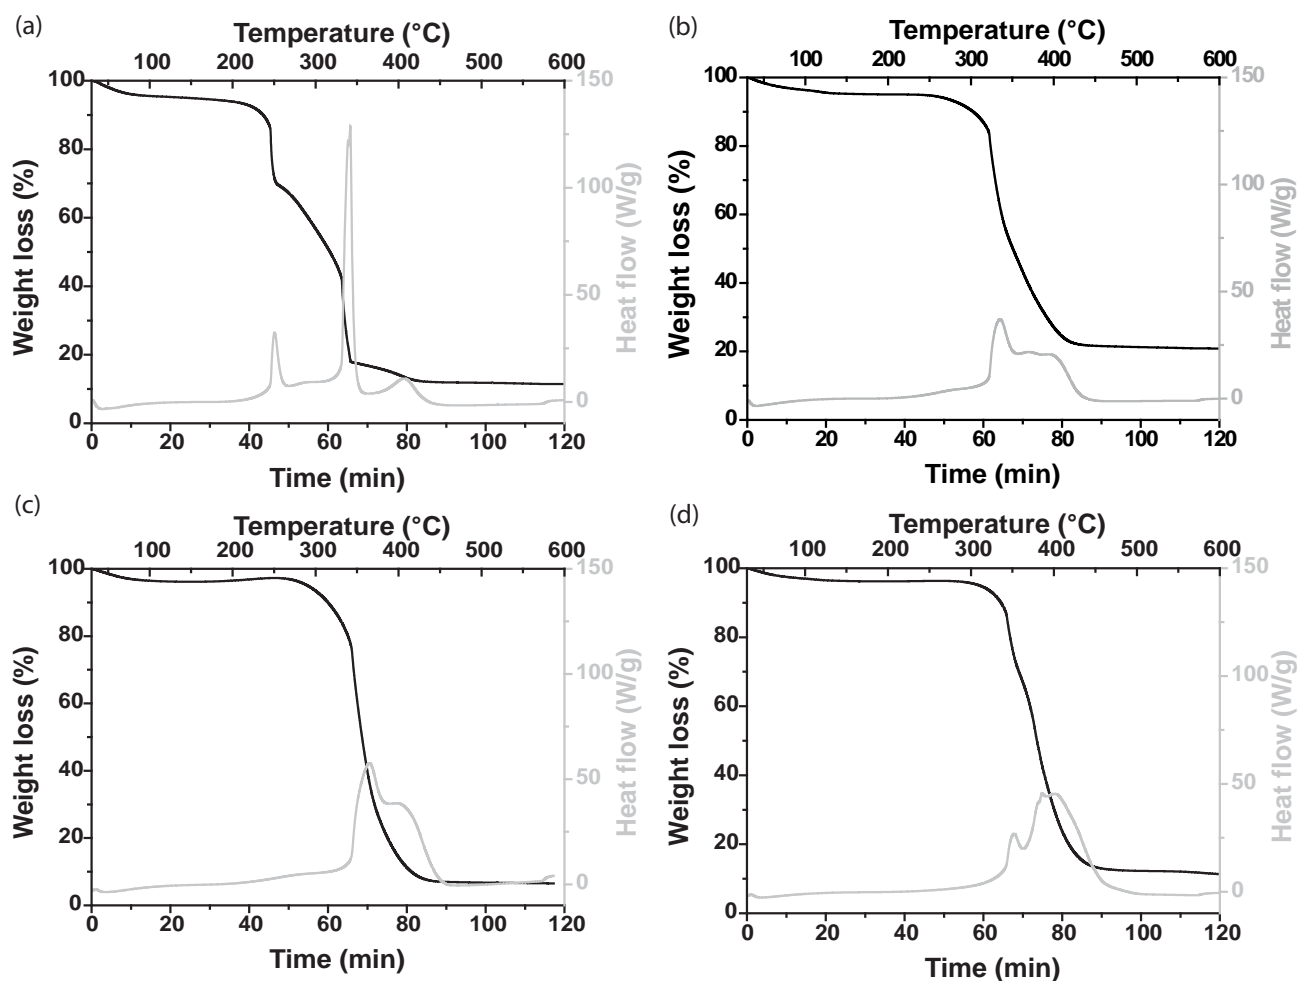 (a)
Temperature (°C)
100 200 300 400 500 600
100 80 60 40 20 0
Weight loss (%)
150 100 50 0
Heat flow (W/g)
0 20 40 60 80 100 120
Time (min)
(b)
Temperature (°C)
100 200 300 400 500 600
100 80 60 40 20 0
Weight loss (%)
150 100 50 0
Heat flow (W/g)
0 20 40 60 80 100 120
Time (min)
(c)
Temperature (°C)
100 200 300 400 500 600
100 80 60 40 20 0
Weight loss (%)
150 100 50 0
Heat flow (W/g)
0 20 40 60 80 100 120
Time (min)
(d)
Temperature (°C)
100 200 300 400 500 600
100 80 60 40 20 0
Weight loss (%)
150 100 50 0
Heat flow (W/g)
0 20 40 60 80 100 120
Time (min)